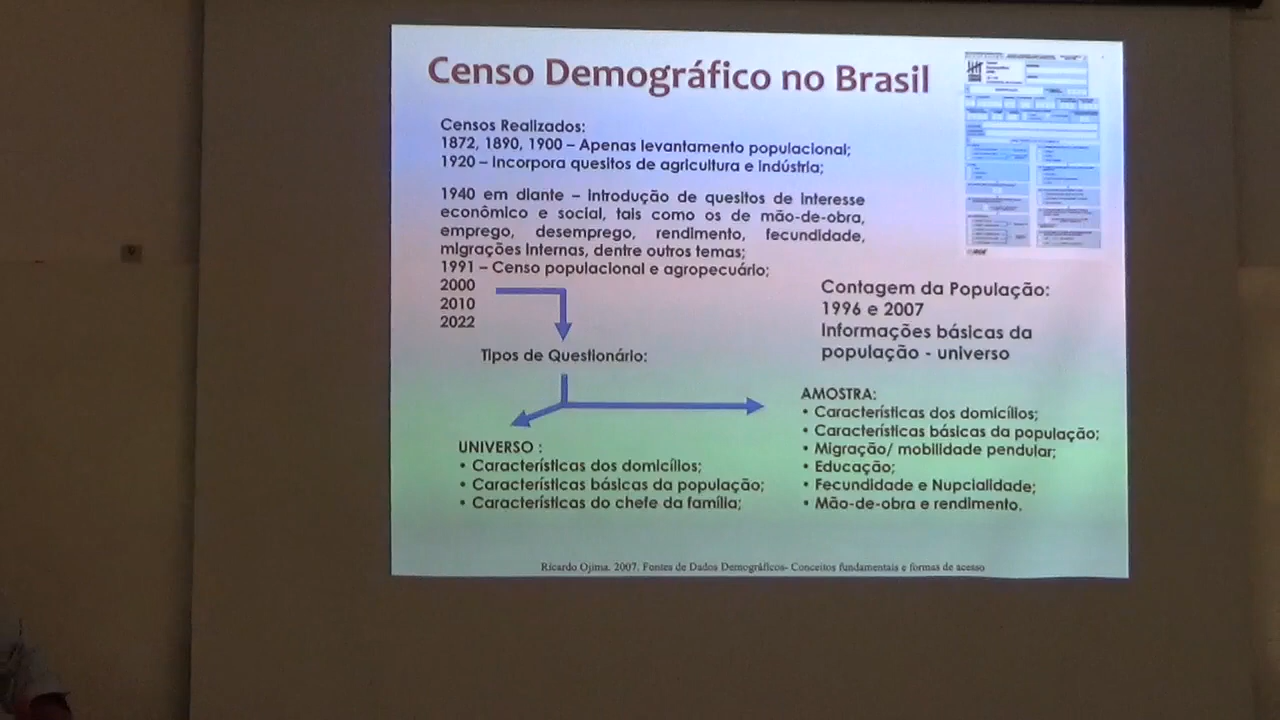 Censo Demográfico no Brasil
Censos Realizados:
1872, 1890, 1900 – Apenas levantamento populacional;
1920 – Incorpora quesitos de agricultura e indústria;
1940 em diante – Introdução de quesitos de interesse
econômico e social, tais como os de mão-de-obra,
emprego, desemprego, rendimento, fecundidade,
migrações internas, dentre outros temas;
1991 – Censo populacional e agropecuário;
2000
2010
2022
Tipos de Questionário:
Contagem da População:
1996 e 2007
Informações básicas da
população - universo
UNIVERSO :
• Características dos domicílios;
• Características básicas da população;
• Características do chefe da família;
AMOSTRA:
• Características dos domicílios;
• Características básicas da população;
• Migração/ mobilidade pendular;
• Educação;
• Fecundidade e Nupcialidade;
• Mão-de-obra e rendimento.
Ricardo Ojima. 2007. Fontes de Dados Demográficos- Conceitos fundamentais e formas de acesso